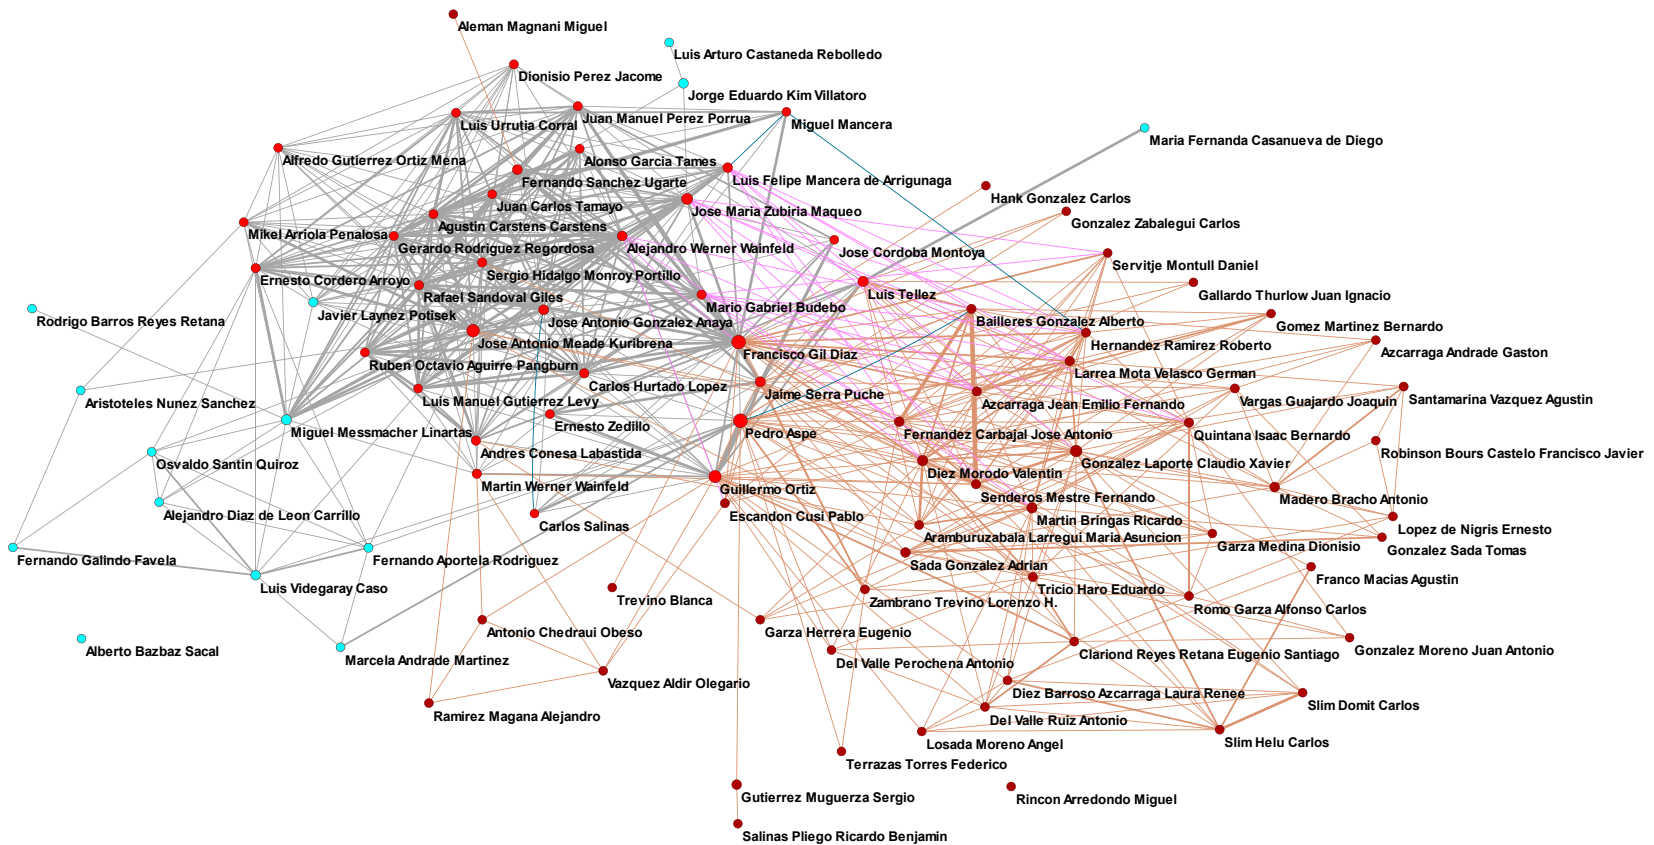 Aleman Magnani Miguel
Luis Arturo Castaneda Rebolledo
Dionisio Perez Jacome
Jorge Eduardo Kim Villatoro
Juan Manuel Perez Porrua
Luis Urrutia Corral
Miguel Mancera
Maria Fernanda Casanueva de Diego
Alfredo Gutierrez Ortiz Mena
Alonso Garcia Tames
Fernando Sanchez Ugarte
Luis Felipe Mancera de Arrigunaga
Hank Gonzalez Carlos
Juan Carlos Tamayo
Jose Maria Zubiria Maqueo
Gonzalez Zabalegui Carlos
Agustin Carstens Carstens
Mikel Arriola Penalosa
Gerardo Rodriguez Regordosa
Alejandro Werner Wainfeld
Jose Cordoba Montoya
Servitje Montull Daniel
Ernesto Cordero Arroyo
Sergio Hidalgo Monroy Portillo
Rafael Sandoval Giles
Luis Tellez
Gallardo Thurlow Juan Ignacio
Mario Gabriel Budebo
Javier Laynez Potisek
Rodrigo Barros Reyes Retana
Jose Antonio Gonzalez Anaya
Bailleres Gonzalez Alberto
Gomez Martinez Bernardo
Jose Antonio Meade Kuribrena
Hernandez Ramirez Roberto
Francisco Gil Diaz
Azcarraga Andrade Gaston
Ruben Octavio Aguirre Pangburn
Larrea Mota Velasco German
Carlos Hurtado Lopez
Jaime Serra Puche
Vargas Guajardo Joaquin
Santamarina Vazquez Agustin
Luis Manuel Gutierrez Levy
Aristoteles Nunez Sanchez
Azcarraga Jean Emilio Fernando
Ernesto Zedillo
Miguel Messmacher Linartas
Pedro Aspe
Fernandez Carbajal Jose Antonio
Quintana Isaac Bernardo
Andres Conesa Labastida
Robinson Bours Castelo Francisco Javier
Osvaldo Santin Quiroz
Gonzalez Laporte Claudio Xavier
Diez Morodo Valentin
Martin Werner Wainfeld
Guillermo Ortiz
Senderos Mestre Fernando
Madero Bracho Antonio
Alejandro Diaz de Leon Carrillo
Escandon Cusi Pablo
Martin Bringas Ricardo
Carlos Salinas
Lopez de Nigris Ernesto
Aramburuzabala Larregui Maria Asuncion
Garza Medina Dionisio
Gonzalez Sada Tomas
Fernando Galindo Favela
Fernando Aportela Rodriguez
Sada Gonzalez Adrian
Franco Macias Agustin
Luis Videgaray Caso
Tricio Haro Eduardo
Trevino Blanca
Zambrano Trevino Lorenzo H.
Romo Garza Alfonso Carlos
Antonio Chedraui Obeso
Garza Herrera Eugenio
Alberto Bazbaz Sacal
Marcela Andrade Martinez
Del Valle Perochena Antonio
Clariond Reyes Retana Eugenio Santiago
Gonzalez Moreno Juan Antonio
Vazquez Aldir Olegario
Diez Barroso Azcarraga Laura Renee
Slim Domit Carlos
Ramirez Magana Alejandro
Del Valle Ruiz Antonio
Losada Moreno Angel
Slim Helu Carlos
Terrazas Torres Federico
Gutierrez Muguerza Sergio
Rincon Arredondo Miguel
Salinas Pliego Ricardo Benjamin